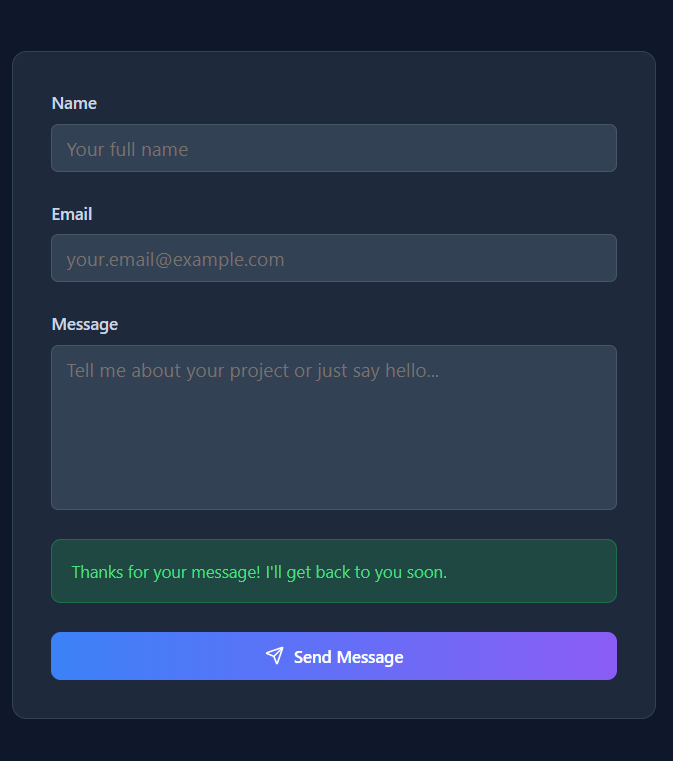 Name
Your full name
Email
your.email@example.com
Message
Tell me about your project or just say hello...
Thanks for your message! I'll get back to you soon.
Send Message